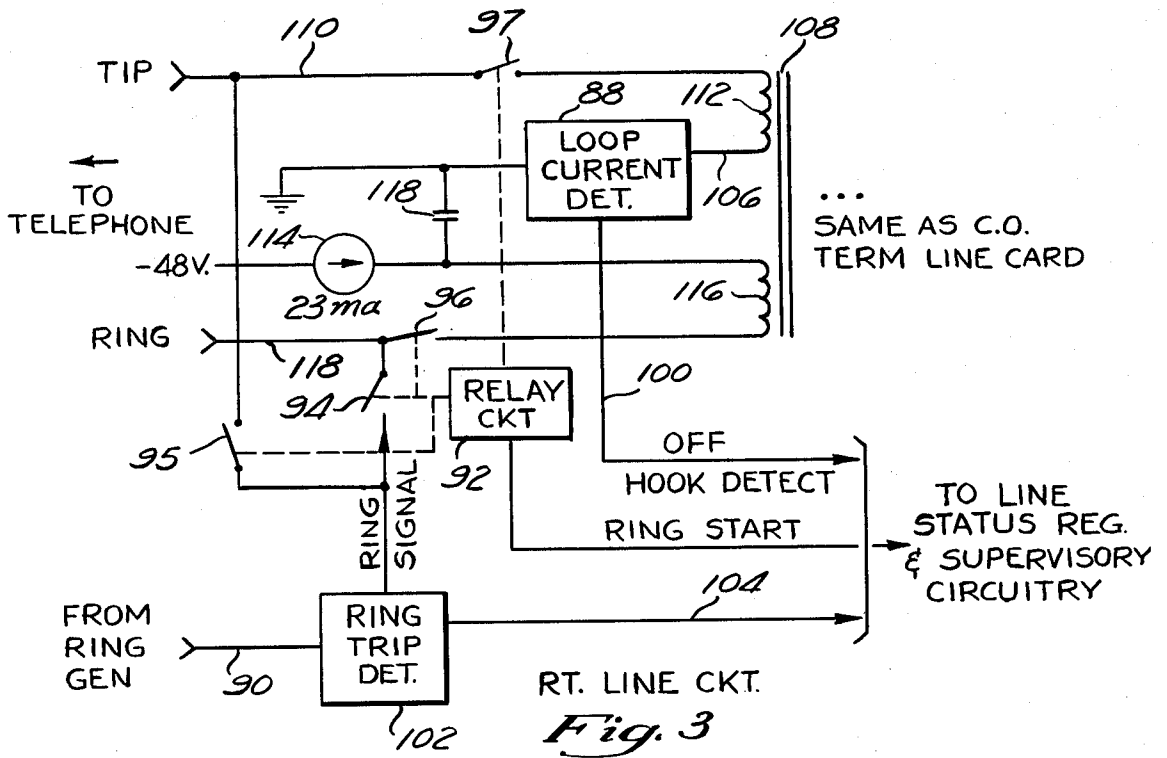 110
97
108
TIP
112
88
LOOP
CURRENT
DET.
106
TO
TELEPHONE
118
114
-48V.
23 ma
116
...
SAME AS C.O.
TERM LINE CARD
RING
118
96
94
RELAY
CKT
92
100
95
OFF
HOOK DETECT
RING
SIGNAL
RING START
TO LINE
STATUS REG.
& SUPERVISORY
CIRCUITRY
104
FROM
RING
GEN
90
RING
TRIP
DET.
102
RT. LINE CKT.
Fig. 3